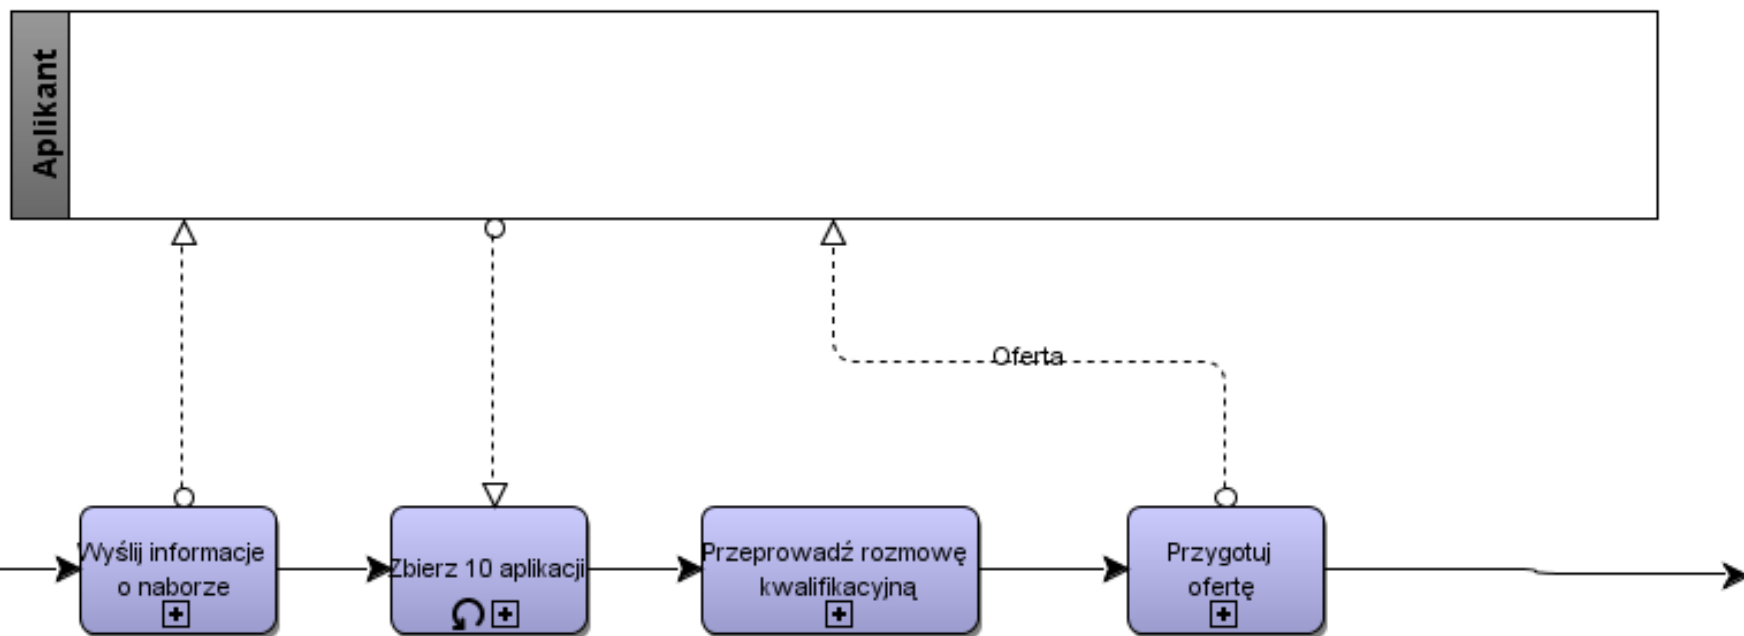 Aplikant
Oferta
Wyślij informacje
o naborze
Zbierz 10 aplikacji
Przeprowadź rozmowę
kwalifikacyjną
Przygotuj
ofertę